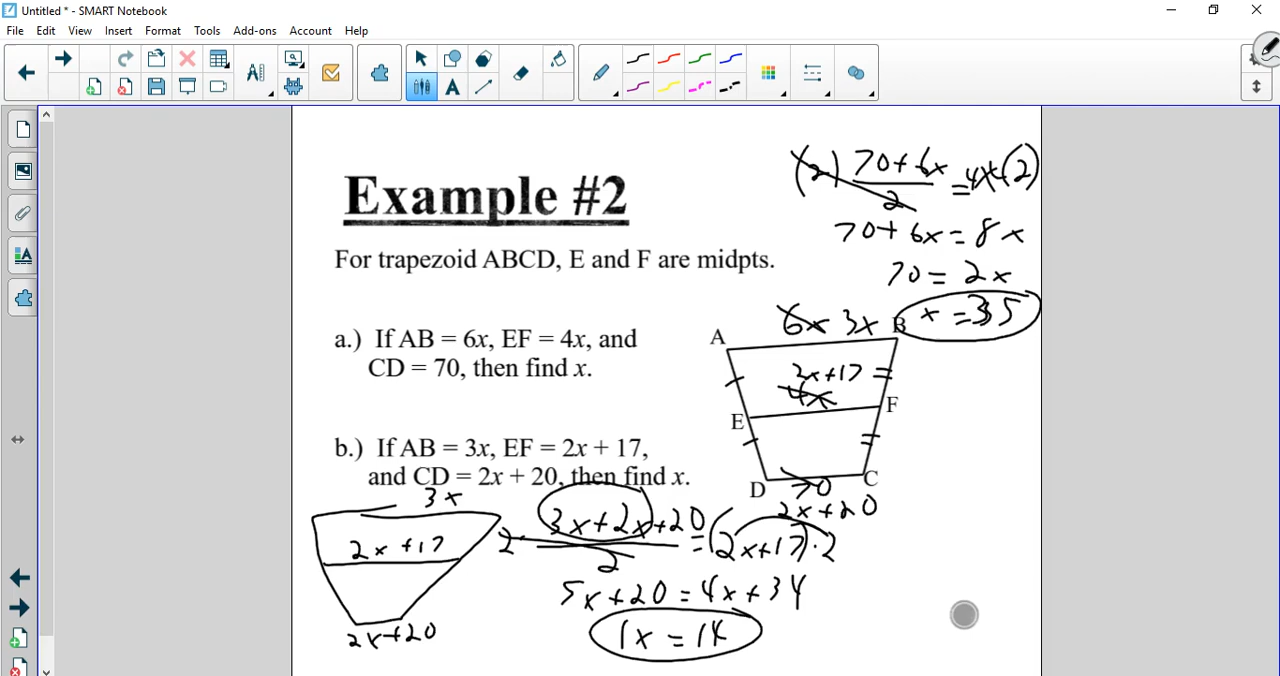 Untitled * - SMART Notebook
File Edit View Insert Format Tools Add-ons Account Help
Example #2
For trapezoid ABCD, E and F are midpts.
a.) If AB = 6x, EF = 4x, and
CD = 70, then find x.
b.) If AB = 3x, EF = 2x + 17,
and CD = 2x + 20, then find x.
(2) 70+6x = 4x (2)
2
70+ 6x = 8x
70 = 2x
x = 35
A 6x 3x B
2x+17
4x
E F
D 70 C
2x+20
3x
2x+17
2x+20
2 · 3x+2x+20 = (2x+17)·2
2
5x+20 = 4x+34
1x = 14